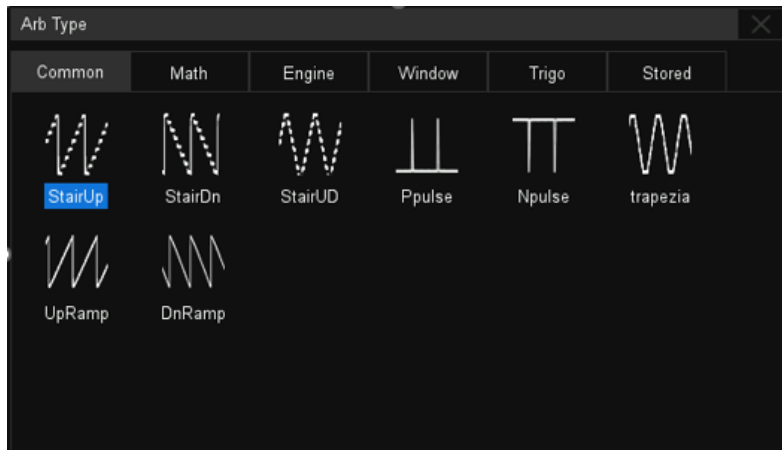 Arb Type
Common Math Engine Window Trigo Stored
StairUp StairDn StairUD Ppulse Npulse trapezia
UpRamp DnRamp